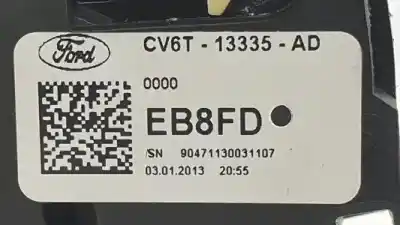 Ford
CV6T - 13335 - AD
0000
EB8FD
/SN 90471130031107
03.01.2013 20:55